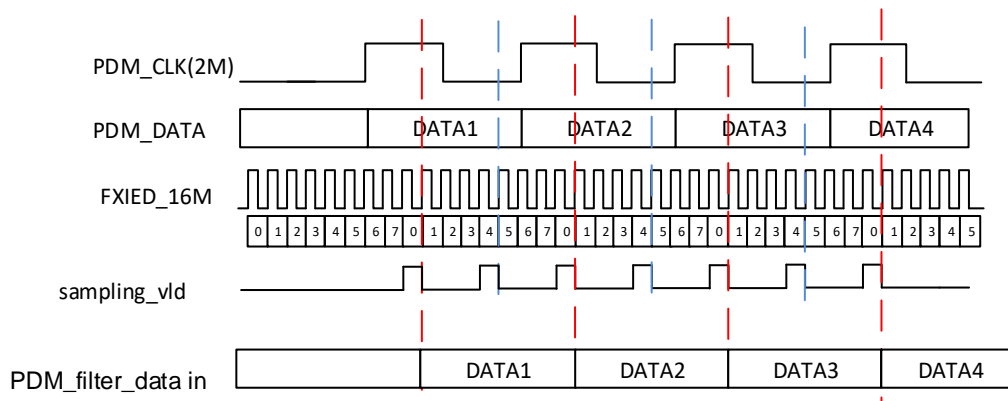 PDM_CLK(2M)
PDM_DATA DATA1 DATA2 DATA3 DATA4
FXIED_16M
0 1 2 3 4 5 6 7 0 1 2 3 4 5 6 7 0 1 2 3 4 5 6 7 0 1 2 3 4 5 6 7 0 1 2 3 4 5
sampling_vld
PDM_filter_data in DATA1 DATA2 DATA3 DATA4